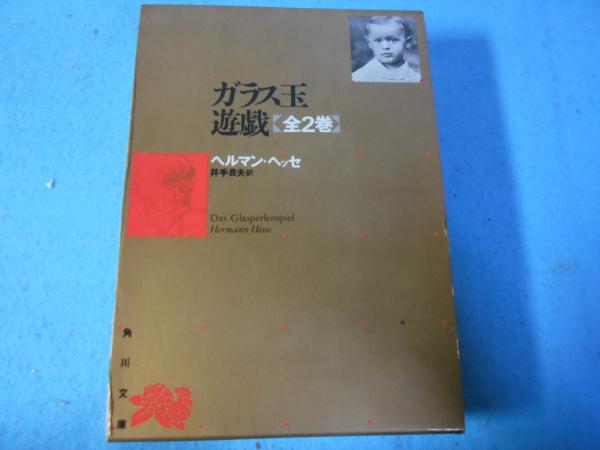 ガラス玉
遊戯【全2巻】
ヘルマン・ヘッセ
井手賁夫訳
Das Glasperlenspiel
Hermann Hesse
角川文庫